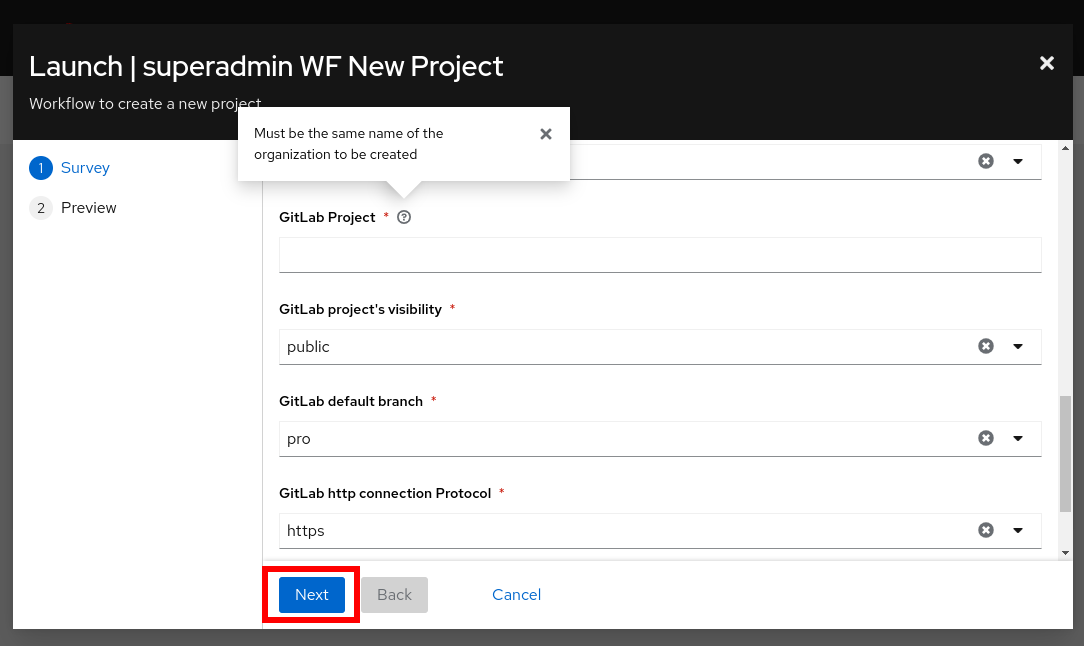 Launch | superadmin WF New Project
Workflow to create a new project
Must be the same name of the
organization to be created
1 Survey
2 Preview
GitLab Project *
GitLab project's visibility *
public
GitLab default branch *
pro
GitLab http connection Protocol *
https
Next Back Cancel